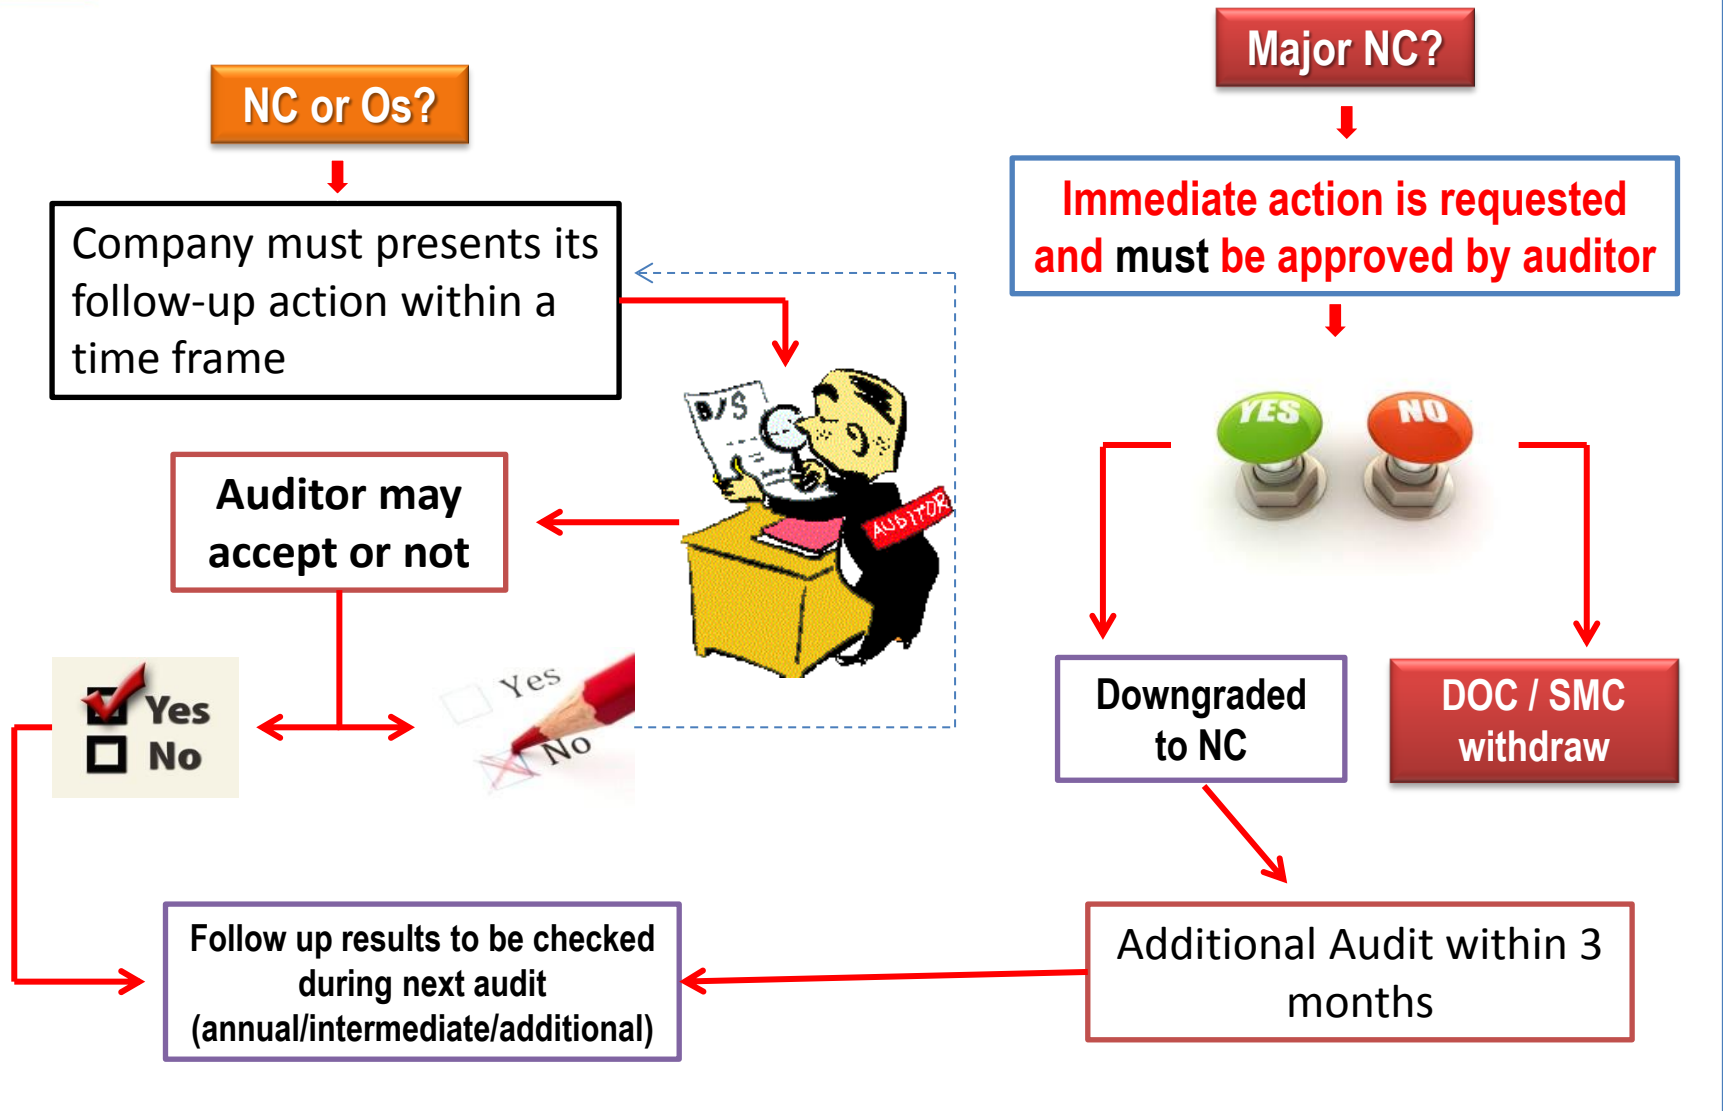 NC or Os?
Company must presents its
follow-up action within a
time frame
B/S
AUDITOR
Auditor may
accept or not
Yes
No
Yes
No
Major NC?
Immediate action is requested
and must be approved by auditor
YES
NO
Downgraded
to NC
DOC / SMC
withdraw
Additional Audit within 3
months
Follow up results to be checked
during next audit
(annual/intermediate/additional)